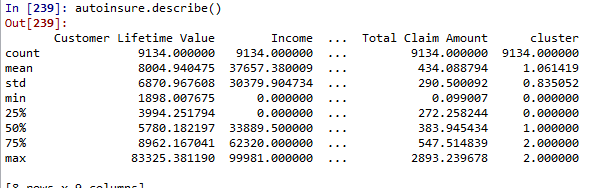 In [239]: autoinsure.describe()
Out[239]:
Customer Lifetime Value Income ... Total Claim Amount cluster
count 9134.000000 9134.000000 ... 9134.000000 9134.000000
mean 8004.940475 37657.380009 ... 434.088794 1.061419
std 6870.967608 30379.904734 ... 290.500092 0.835052
min 1898.007675 0.000000 ... 0.099007 0.000000
25% 3994.251794 0.000000 ... 272.258244 0.000000
50% 5780.182197 33889.500000 ... 383.945434 1.000000
75% 8962.167041 62320.000000 ... 547.514839 2.000000
max 83325.381190 99981.000000 ... 2893.239678 2.000000
[8 rows x 9 columns]